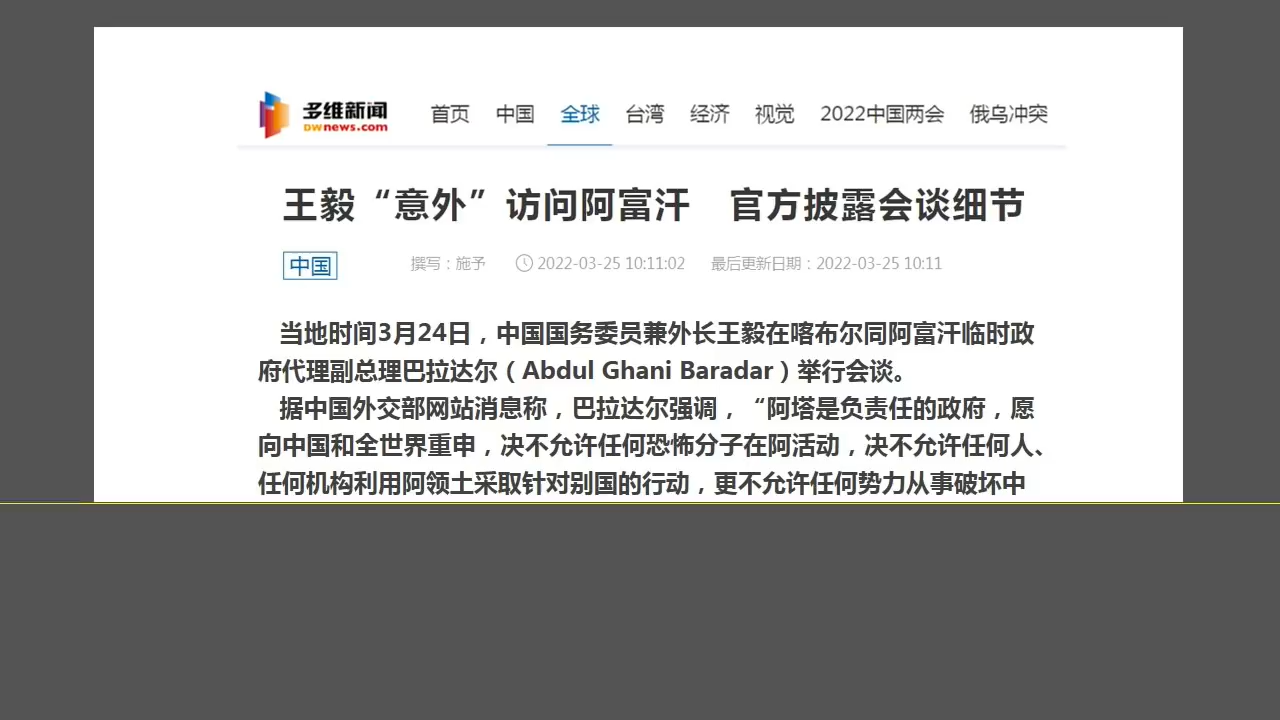 多维新闻
DWnews.com
首页 中国 全球 台湾 经济 视觉 2022中国两会 俄乌冲突
王毅“意外”访问阿富汗 官方披露会谈细节
中国 撰写：施予 2022-03-25 10:11:02 最后更新日期：2022-03-25 10:11
当地时间3月24日，中国国务委员兼外长王毅在喀布尔同阿富汗临时政
府代理副总理巴拉达尔（Abdul Ghani Baradar）举行会谈。
据中国外交部网站消息称，巴拉达尔强调，“阿塔是负责任的政府，愿
向中国和全世界重申，决不允许任何恐怖分子在阿活动，决不允许任何人、
任何机构利用阿领土采取针对别国的行动，更不允许任何势力从事破坏中